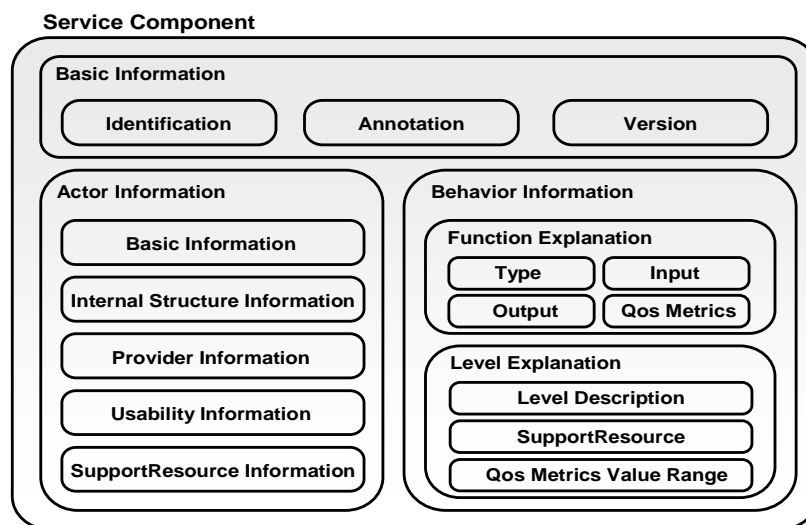 Service Component
Basic Information
Identification
Annotation
Version
Actor Information
Basic Information
Internal Structure Information
Provider Information
Usability Information
SupportResource Information
Behavior Information
Function Explanation
Type
Input
Output
Qos Metrics
Level Explanation
Level Description
SupportResource
Qos Metrics Value Range